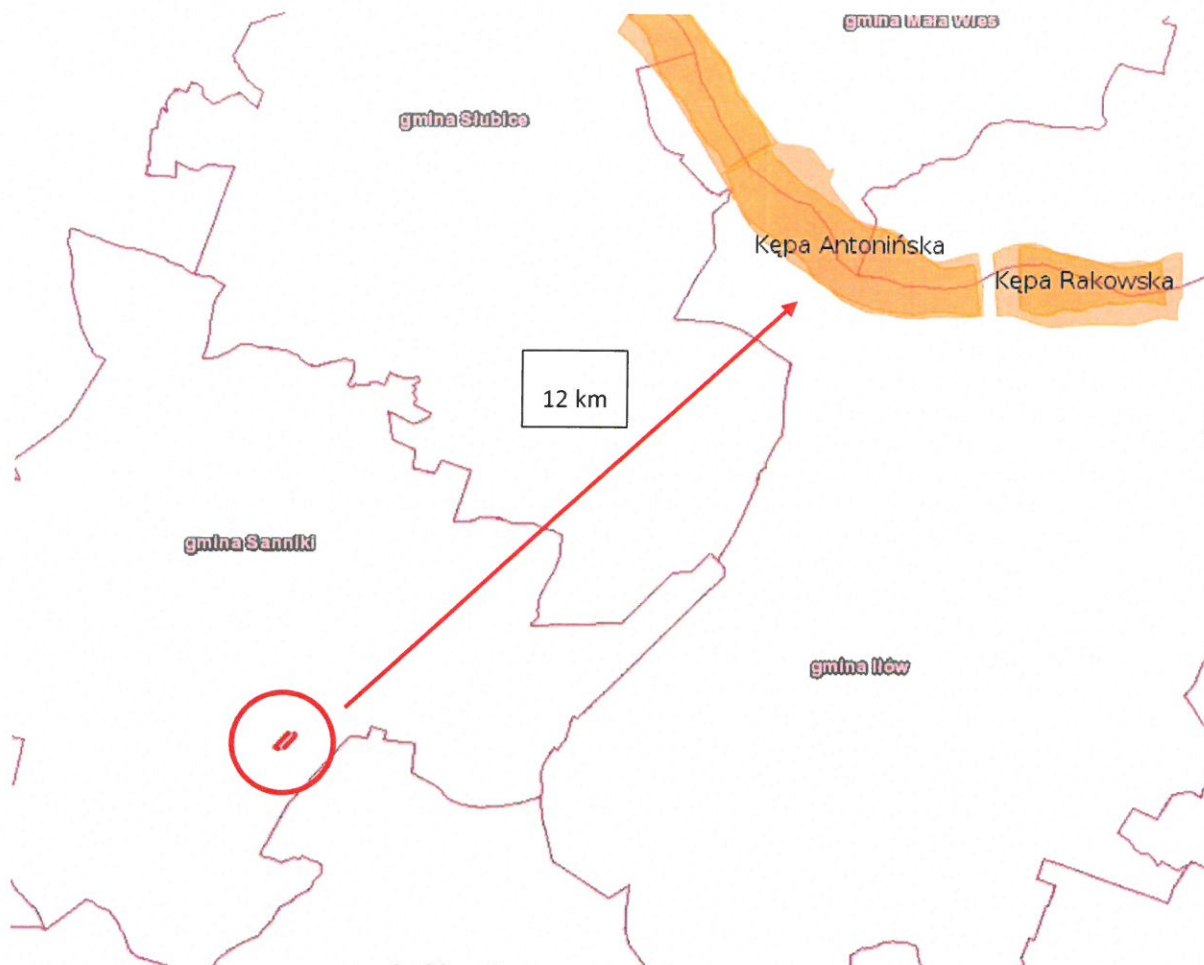 gmina Mała Wieś
gmina Słubice
Kępa Antonińska
Kępa Rakowska
12 km
gmina Sanniki
gmina Iłów